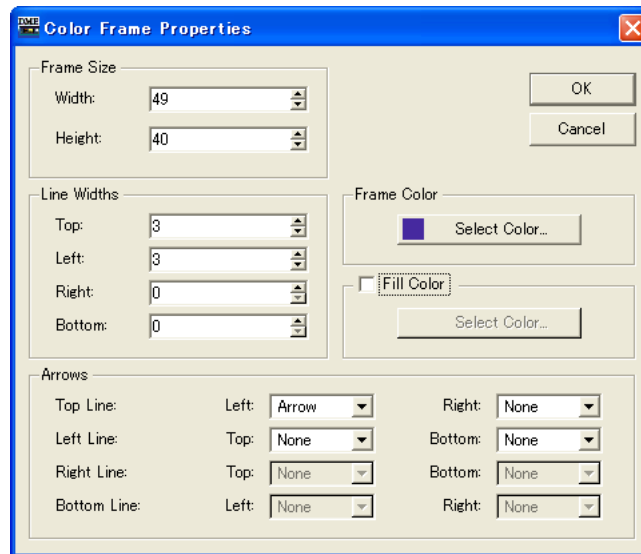 DME
Color Frame Properties
Frame Size
Width: 49
Height: 40
OK
Cancel
Line Widths
Top: 3
Left: 3
Right: 0
Bottom: 0
Frame Color
Select Color...
Fill Color
Select Color...
Arrows
Top Line: Left: Arrow Right: None
Left Line: Top: None Bottom: None
Right Line: Top: None Bottom: None
Bottom Line: Left: None Right: None